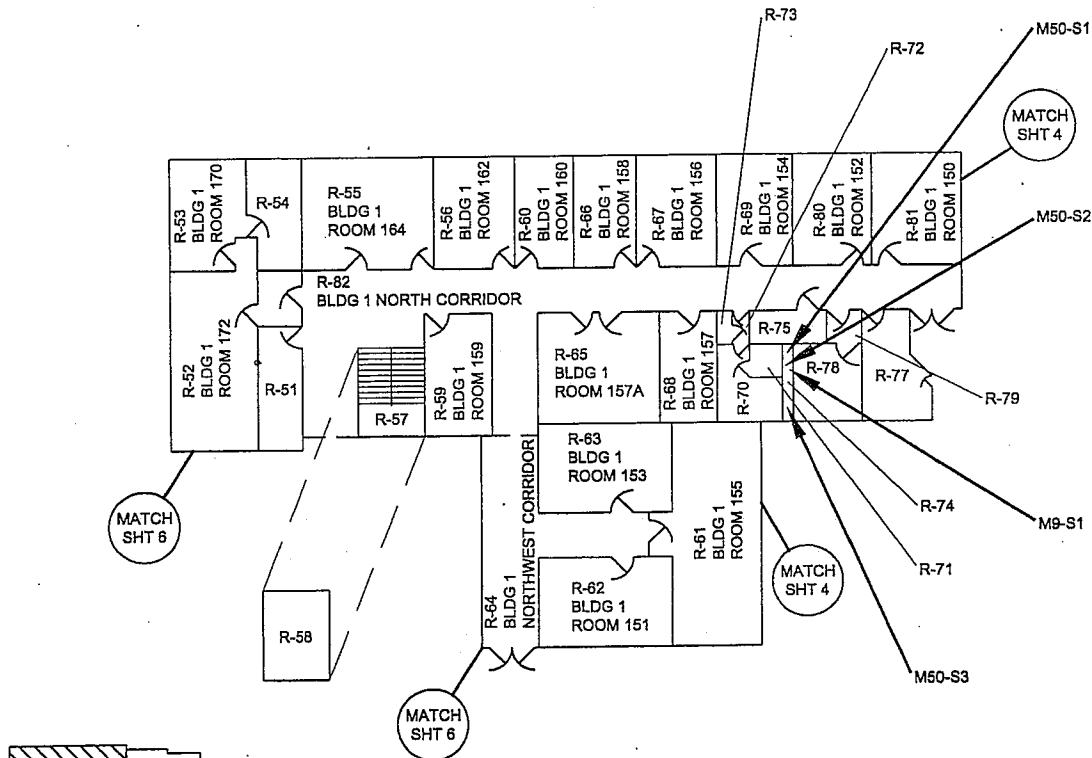 R-73
R-72
M50-S1
MATCH
SHT 4
R-53
BLDG 1
ROOM 170
R-54
R-55
BLDG 1
ROOM 164
R-56
BLDG 1
ROOM 162
R-60
BLDG 1
ROOM 160
R-66
BLDG 1
ROOM 158
R-67
BLDG 1
ROOM 156
R-69
BLDG 1
ROOM 154
R-80
BLDG 1
ROOM 152
R-81
BLDG 1
ROOM 150
M50-S2
R-82
BLDG 1 NORTH CORRIDOR
R-52
BLDG 1
ROOM 172
R-51
R-57
R-59
BLDG 1
ROOM 159
R-65
BLDG 1
ROOM 157A
R-68
BLDG 1
ROOM 157
R-75
R-70
R-78
R-77
R-79
R-63
BLDG 1
ROOM 153
R-64
BLDG 1
NORTHWEST CORRIDOR
R-61
BLDG 1
ROOM 155
R-74
M9-S1
R-71
MATCH
SHT 6
MATCH
SHT 4
R-62
BLDG 1
ROOM 151
R-58
M50-S3
MATCH
SHT 6